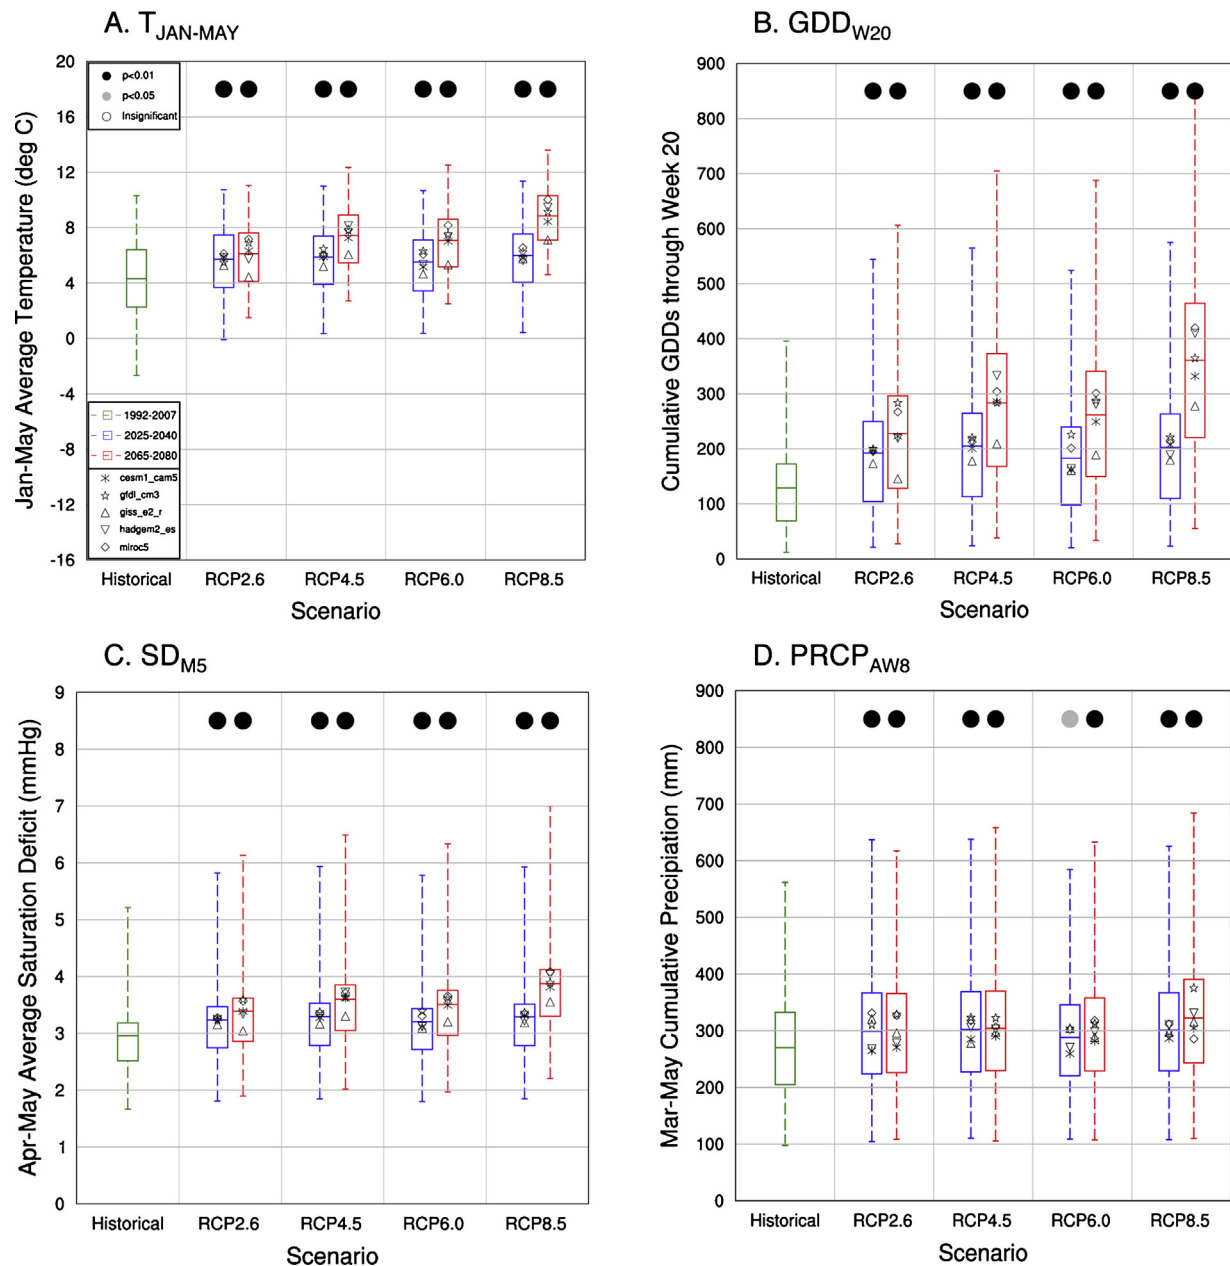 A. T_JAN-MAY
Jan-May Average Temperature (deg C)
20
16
12
8
4
0
-4
-8
-12
-16
p<0.01
p<0.05
Insignificant
1992-2007
2025-2040
2065-2080
cesm1_cam5
gfdl_cm3
giss_e2_r
hadgem2_es
miroc5
Historical RCP2.6 RCP4.5 RCP6.0 RCP8.5
Scenario
B. GDD_W20
Cumulative GDDs through Week 20
900
800
700
600
500
400
300
200
100
0
Historical RCP2.6 RCP4.5 RCP6.0 RCP8.5
Scenario
C. SD_M5
Apr-May Average Saturation Deficit (mmHg)
9
8
7
6
5
4
3
2
1
0
Historical RCP2.6 RCP4.5 RCP6.0 RCP8.5
Scenario
D. PRCP_AW8
Mar-May Cumulative Precipiation (mm)
900
800
700
600
500
400
300
200
100
0
Historical RCP2.6 RCP4.5 RCP6.0 RCP8.5
Scenario